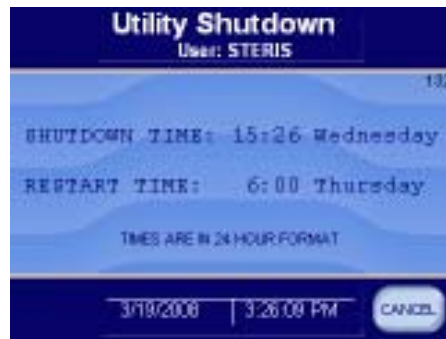 Utility Shutdown
User: STERIS
SHUTDOWN TIME: 15:26 Wednesday
RESTART TIME: 6:00 Thursday
TIMES ARE IN 24 HOUR FORMAT
3/19/2008 3:26:09 PM CANCEL